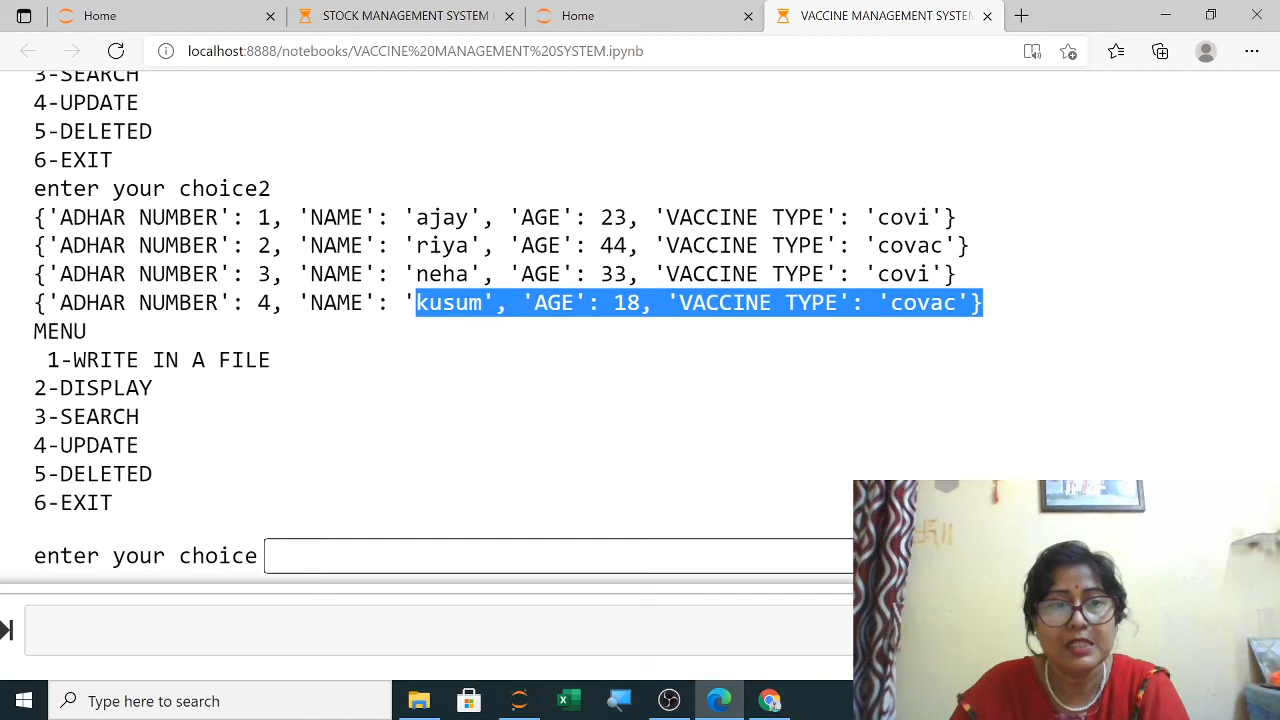 Home
STOCK MANAGEMENT SYSTEM
Home
VACCINE MANAGEMENT SYSTEM
localhost:8888/notebooks/VACCINE%20MANAGEMENT%20SYSTEM.ipynb
3-SEARCH
4-UPDATE
5-DELETED
6-EXIT
enter your choice2
{'ADHAR NUMBER': 1, 'NAME': 'ajay', 'AGE': 23, 'VACCINE TYPE': 'covi'}
{'ADHAR NUMBER': 2, 'NAME': 'riya', 'AGE': 44, 'VACCINE TYPE': 'covac'}
{'ADHAR NUMBER': 3, 'NAME': 'neha', 'AGE': 33, 'VACCINE TYPE': 'covi'}
{'ADHAR NUMBER': 4, 'NAME': 'kusum', 'AGE': 18, 'VACCINE TYPE': 'covac'}
MENU
1-WRITE IN A FILE
2-DISPLAY
3-SEARCH
4-UPDATE
5-DELETED
6-EXIT
enter your choice
Type here to search